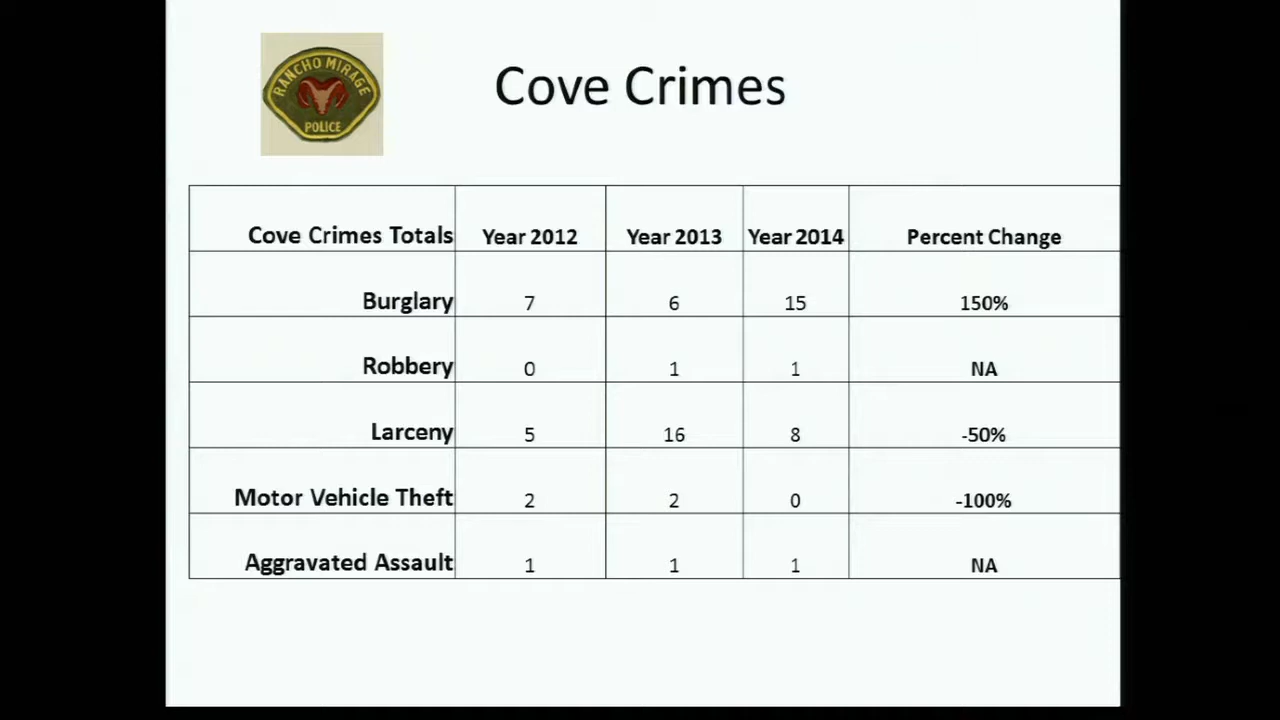 RANCHO MIRAGE
POLICE
Cove Crimes
Cove Crimes Totals Year 2012 Year 2013 Year 2014 Percent Change
Burglary 7 6 15 150%
Robbery 0 1 1 NA
Larceny 5 16 8 -50%
Motor Vehicle Theft 2 2 0 -100%
Aggravated Assault 1 1 1 NA